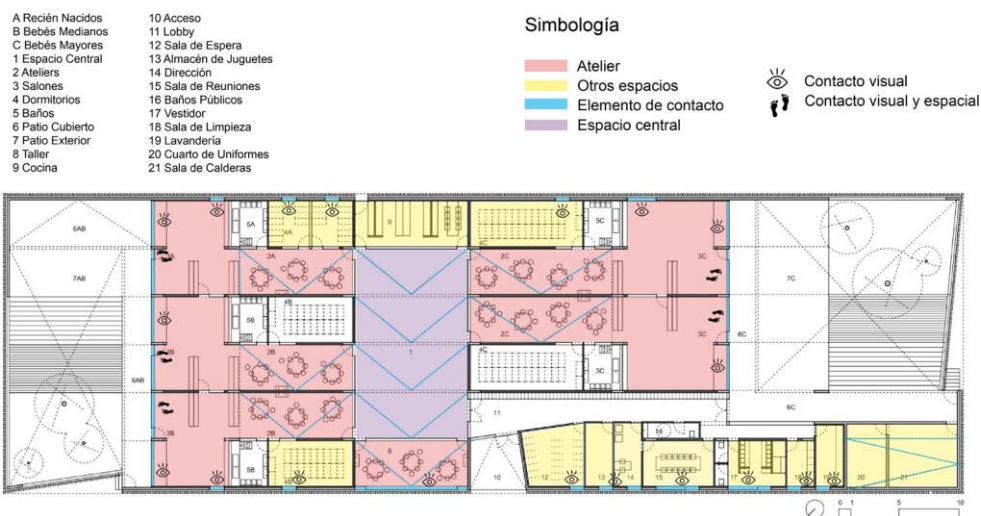 A Recién Nacidos
B Bebés Medianos
C Bebés Mayores
1 Espacio Central
2 Ateliers
3 Salones
4 Dormitorios
5 Baños
6 Patio Cubierto
7 Patio Exterior
8 Taller
9 Cocina
10 Acceso
11 Lobby
12 Sala de Espera
13 Almacén de Juguetes
14 Dirección
15 Sala de Reuniones
16 Baños Públicos
17 Vestidor
18 Sala de Limpieza
19 Lavandería
20 Cuarto de Uniformes
21 Sala de Calderas
Simbología
Atelier
Otros espacios
Elemento de contacto
Espacio central
Contacto visual
Contacto visual y espacial
6AB
5A
4A
9
4C
5C
7AB
2A
2C
3C
7C
5B
4B
1
2C
3C
6C
2B
4C
5C
6AB
3B
2B
11
6C
5B
4B
8
10
12
13
14
15
16
17
18
19
20
21
0 1 5 10